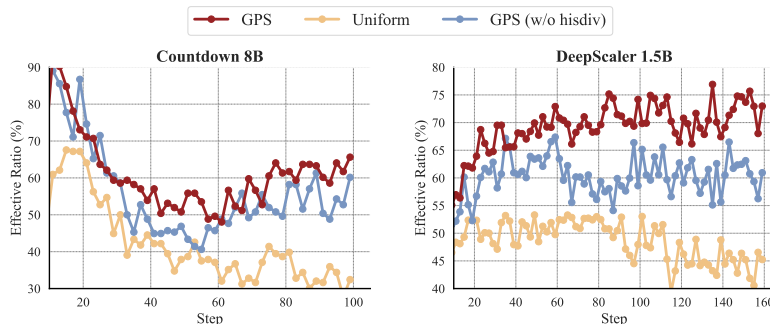 GPS Uniform GPS (w/o hisdiv)
Countdown 8B
Effective Ratio (%)
90
80
70
60
50
40
30
20 40 60 80 100
Step
DeepScaler 1.5B
Effective Ratio (%)
80
75
70
65
60
55
50
45
40
20 40 60 80 100 120 140 160
Step